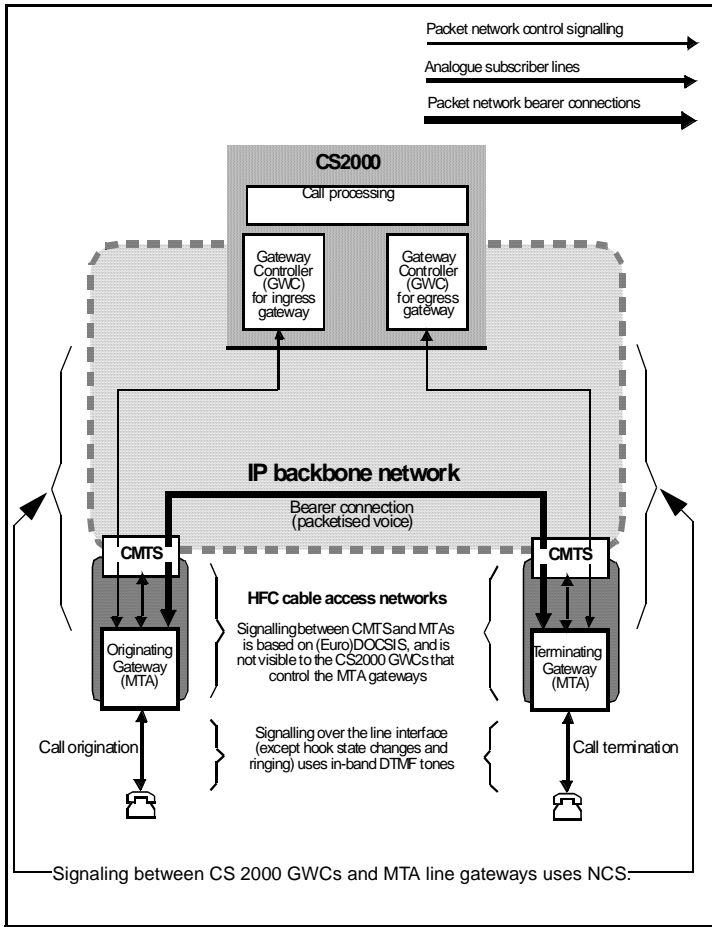 Packet network control signalling
Analogue subscriber lines
Packet network bearer connections
CS2000
Call processing
Gateway
Controller
(GWC)
for ingress
gateway
Gateway
Controller
(GWC)
for egress
gateway
IP backbone network
Bearer connection
(packetised voice)
CMTS
CMTS
HFC cable access networks
Signalling between CMTS and MTAs
is based on (Euro)DOCSIS, and is
not visible to the CS2000 GWCs that
control the MTA gateways
Originating
Gateway
(MTA)
Terminating
Gateway
(MTA)
Call origination
Signalling over the line interface
(except hook state changes and
ringing) uses in-band DTMF tones
Call termination
Signaling between CS 2000 GWCs and MTA line gateways uses NCS.